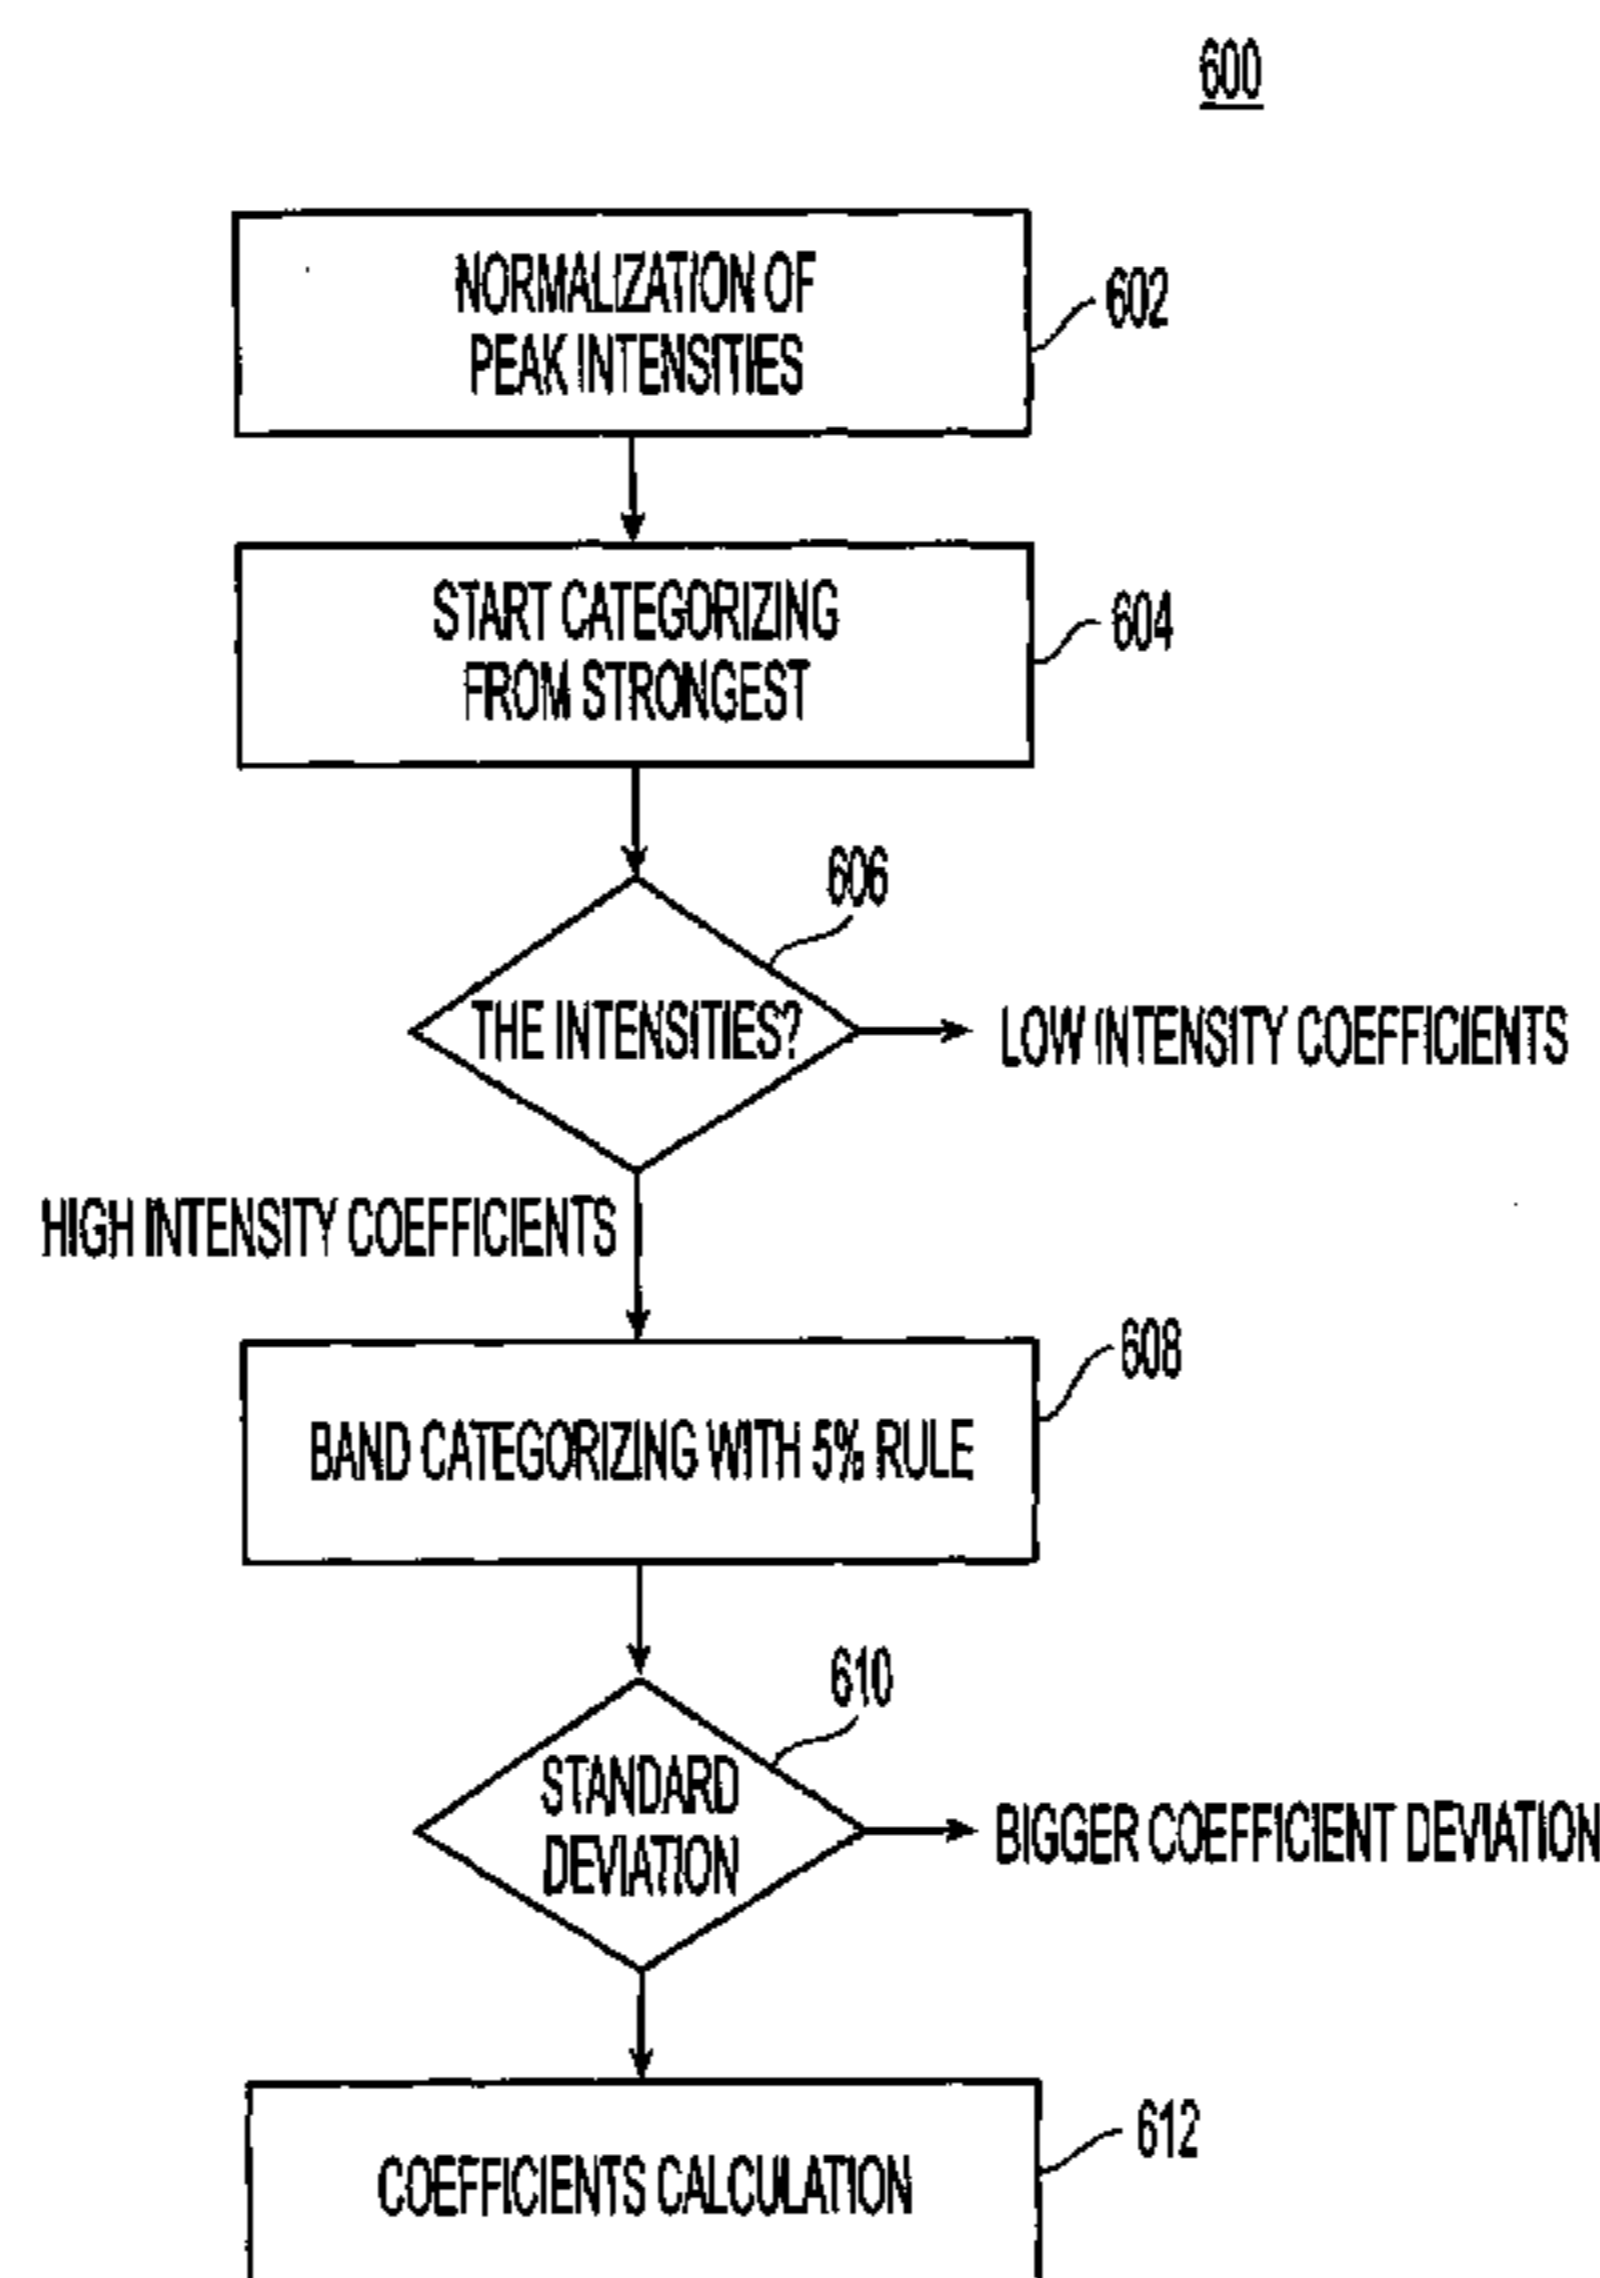 600
NORMALIZATION OF
PEAK INTENSITIES
602
START CATEGORIZING
FROM STRONGEST
604
606
THE INTENSITIES?
LOW INTENSITY COEFFICIENTS
HIGH INTENSITY COEFFICIENTS
608
BAND CATEGORIZING WITH 5% RULE
610
STANDARD
DEVIATION
BIGGER COEFFICIENT DEVIATION
612
COEFFICIENTS CALCULATION